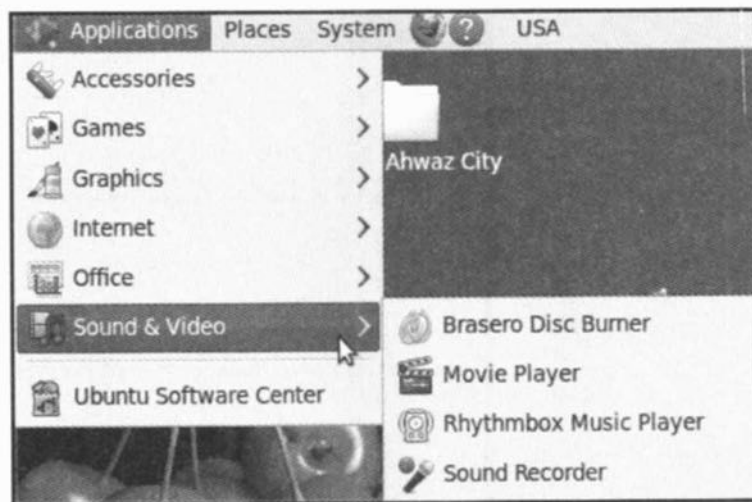 Applications Places System ? USA
Accessories
Games
Graphics
Internet
Office
Sound & Video
Ubuntu Software Center
Ahwaz City
Brasero Disc Burner
Movie Player
Rhythmbox Music Player
Sound Recorder